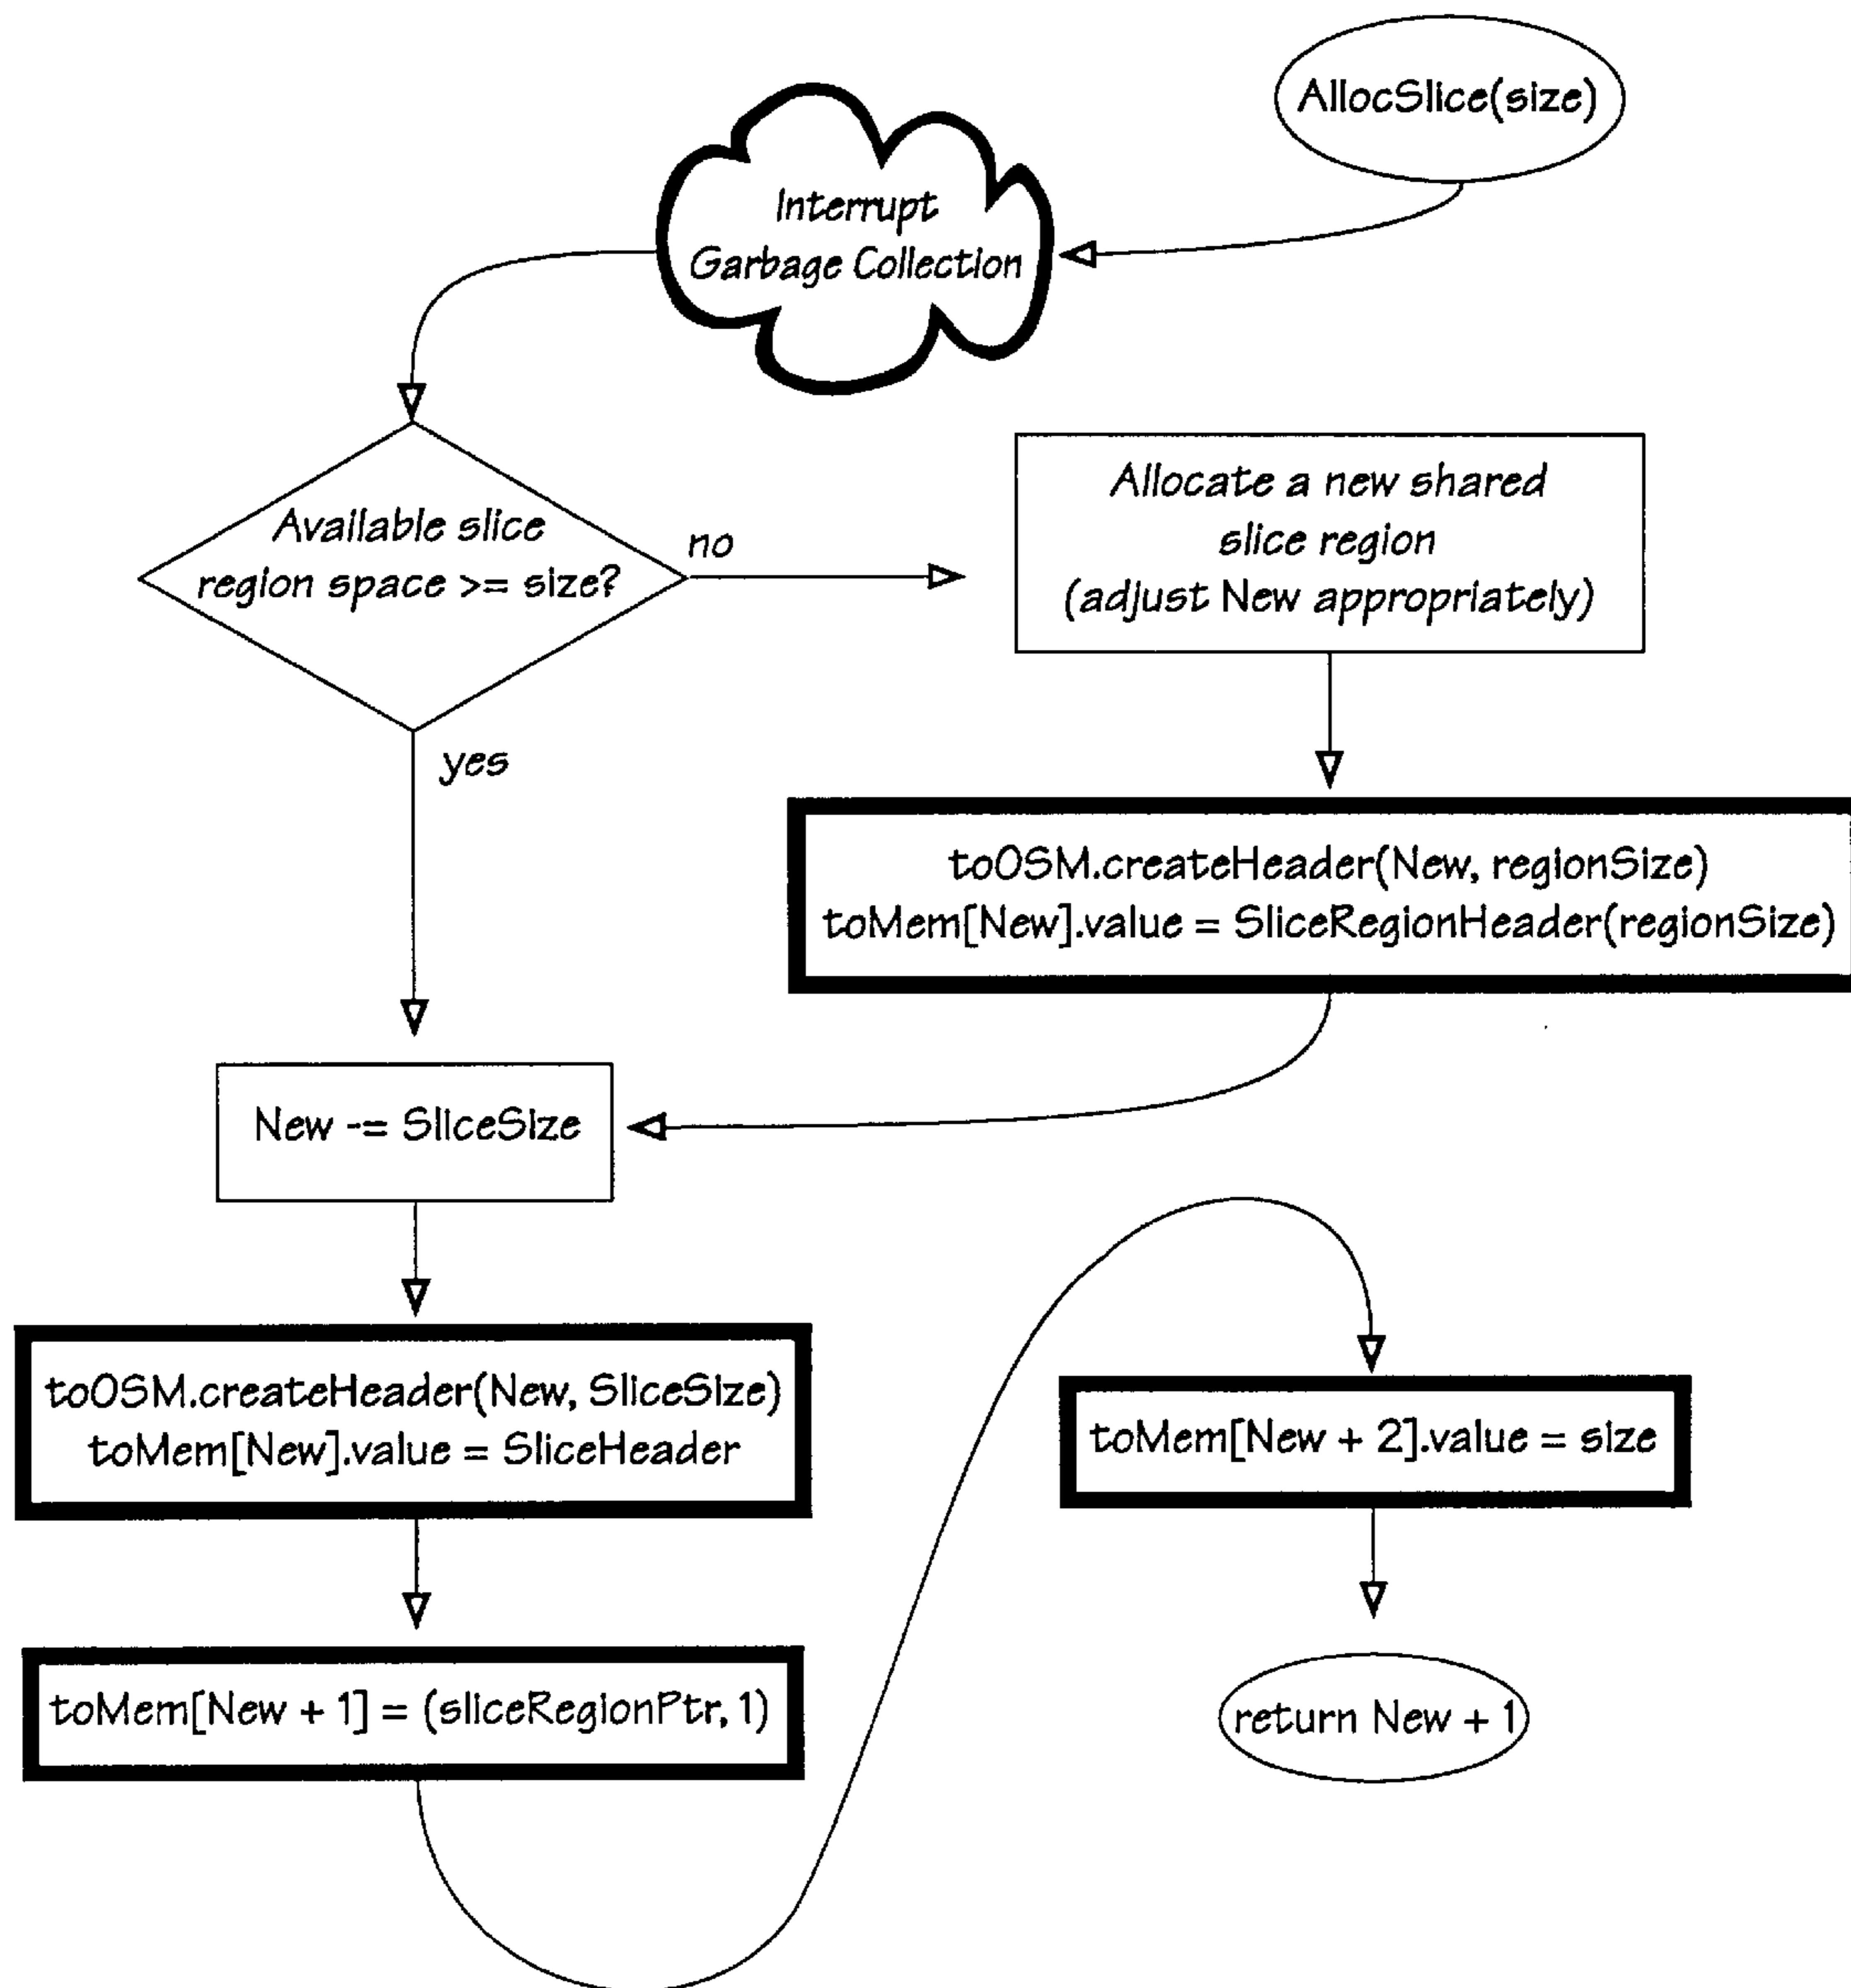 AllocSlice(size)
Interrupt
Garbage Collection
Available slice
region space >= size?
no
Allocate a new shared
slice region
(adjust New appropriately)
yes
toOSM.createHeader(New, regionSize)
toMem[New].value = SliceRegionHeader(regionSize)
New -= SliceSize
toOSM.createHeader(New, SliceSize)
toMem[New].value = SliceHeader
toMem[New + 1] = (sliceRegionPtr, 1)
toMem[New + 2].value = size
return New + 1